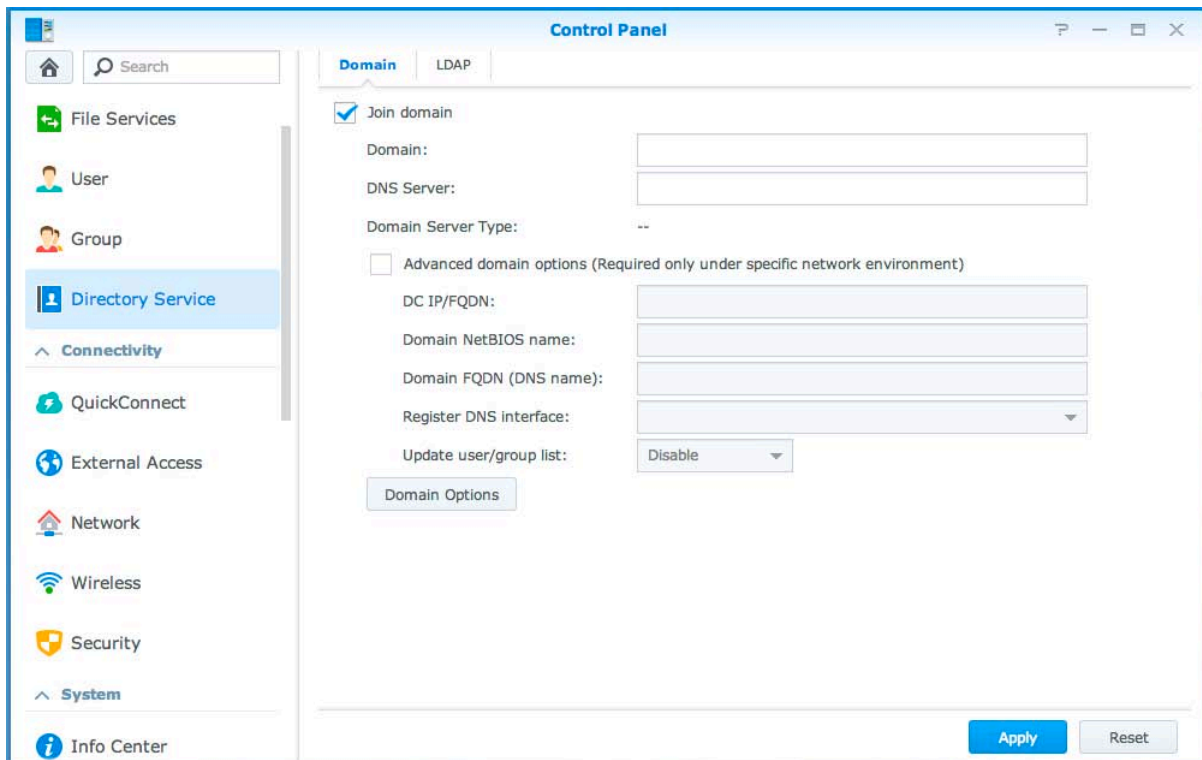 Control Panel
Search
File Services
User
Group
Directory Service
Connectivity
QuickConnect
External Access
Network
Wireless
Security
System
Info Center
Domain LDAP
Join domain
Domain:
DNS Server:
Domain Server Type: --
Advanced domain options (Required only under specific network environment)
DC IP/FQDN:
Domain NetBIOS name:
Domain FQDN (DNS name):
Register DNS interface:
Update user/group list: Disable
Domain Options
Apply Reset